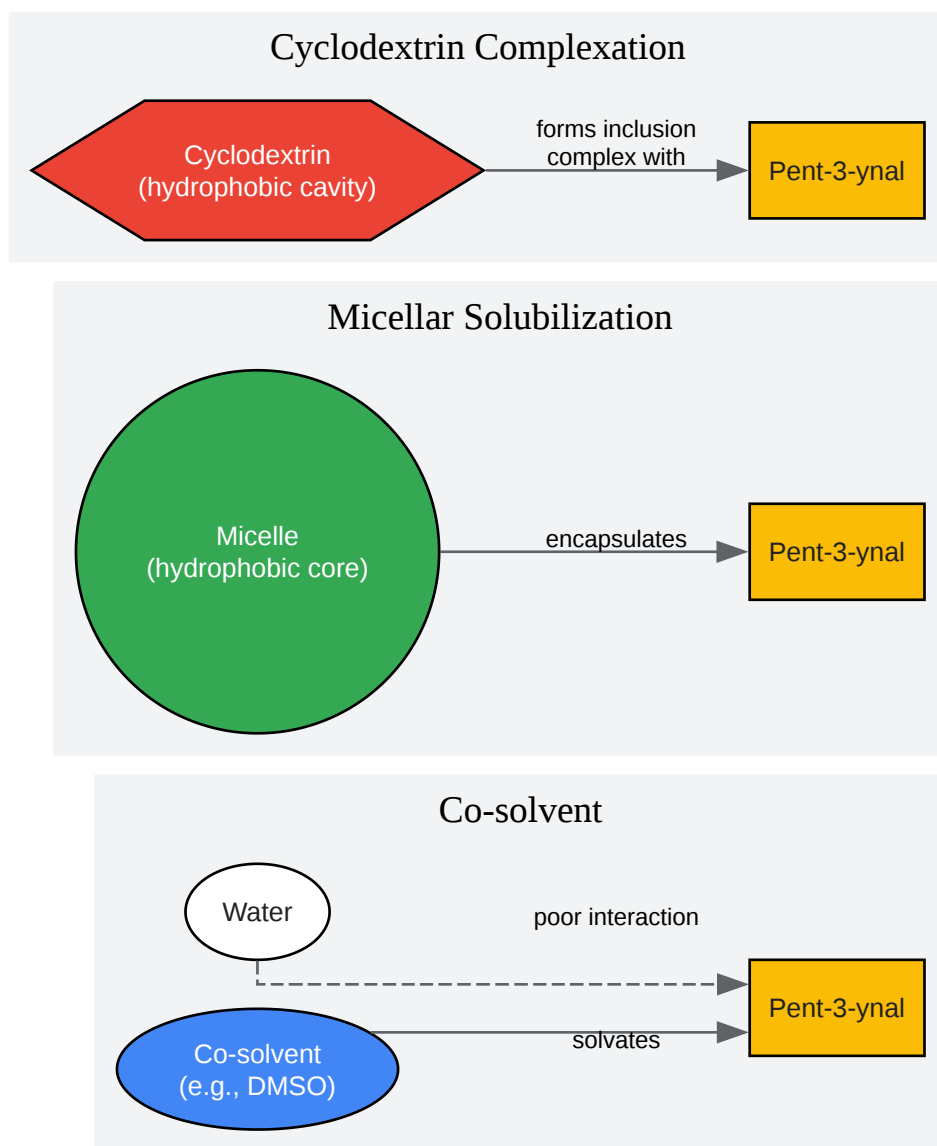 Cyclodextrin Complexation
Cyclodextrin
(hydrophobic cavity)
forms inclusion
complex with
Pent-3-ynal
Micellar Solubilization
Micelle
(hydrophobic core)
encapsulates
Pent-3-ynal
Co-solvent
Water
poor interaction
Pent-3-ynal
solvates
Co-solvent
(e.g., DMSO)